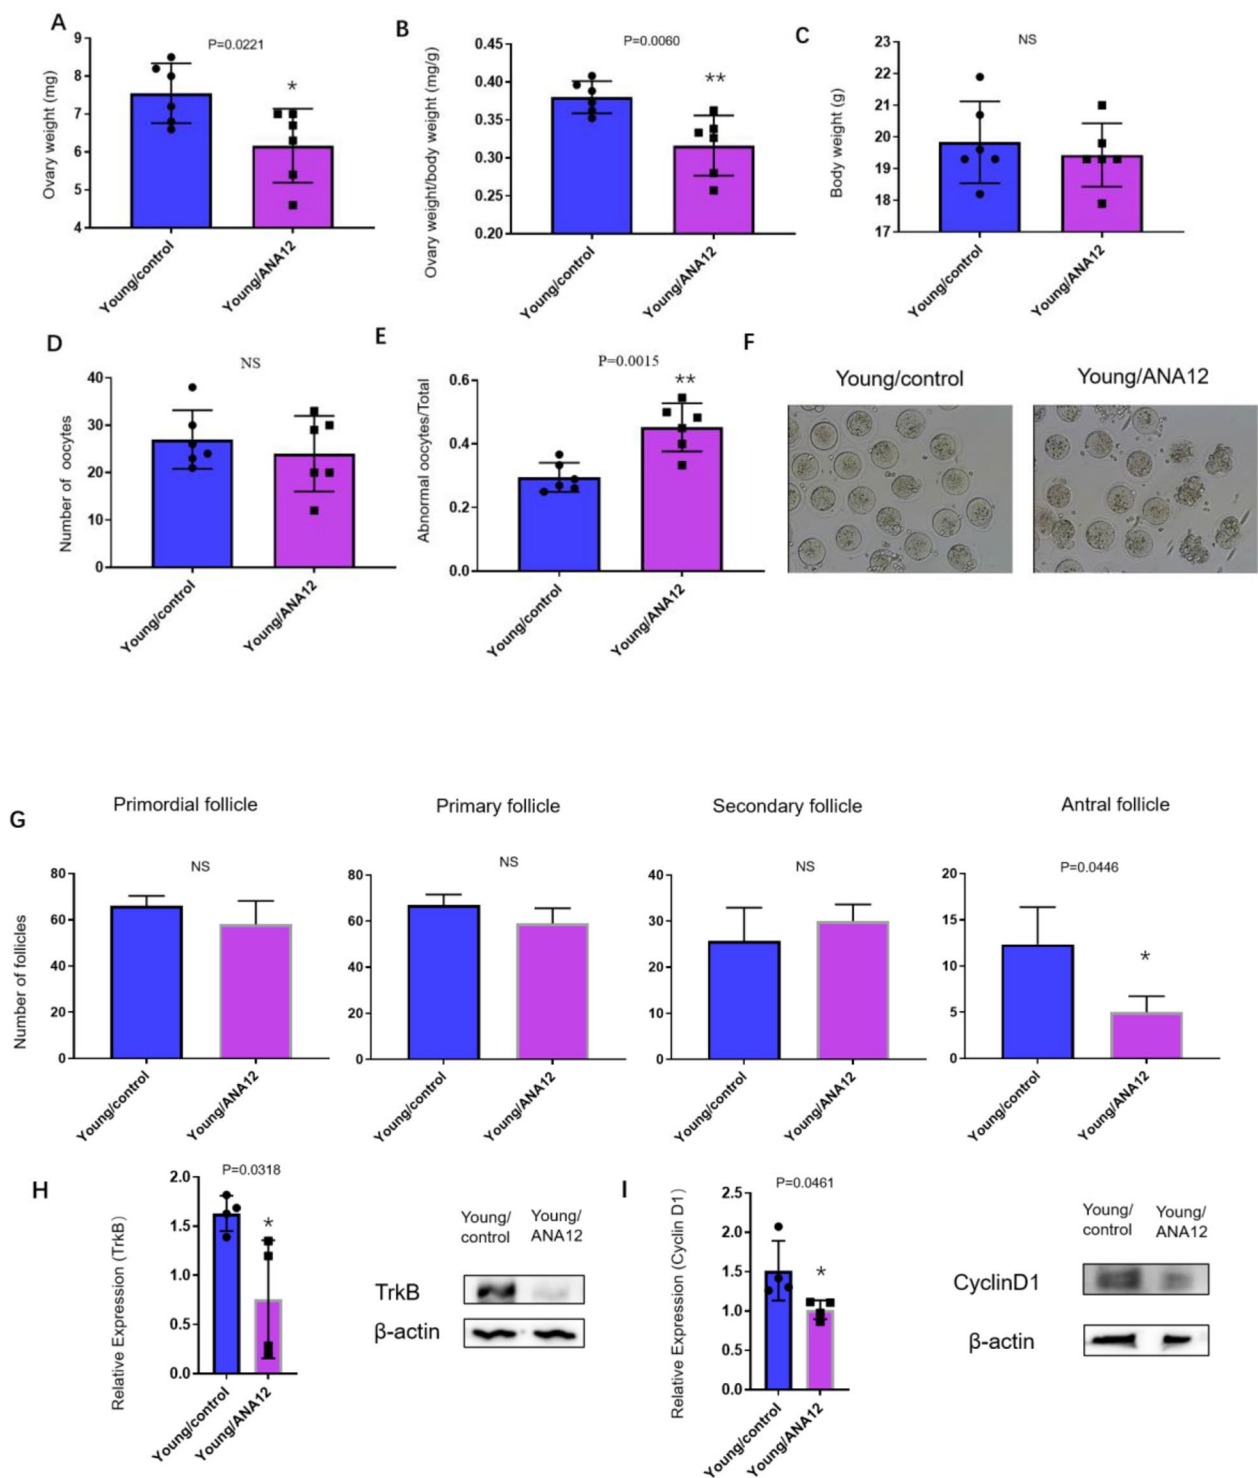 A
P=0.0221
Ovary weight (mg)
9
8
7
6
5
4
*
Young/control
Young/ANA12
B
P=0.0060
Ovary weight/body weight (mg/g)
0.45
0.40
0.35
0.30
0.25
0.20
**
Young/control
Young/ANA12
C
NS
Body weight (g)
23
22
21
20
19
18
17
Young/control
Young/ANA12
D
NS
Number of oocytes
40
30
20
10
0
Young/control
Young/ANA12
E
P=0.0015
Abnormal oocytes/Total
0.6
0.4
0.2
0.0
**
Young/control
Young/ANA12
F
Young/control
Young/ANA12
G
Primordial follicle
NS
Number of follicles
80
60
40
20
0
Young/control
Young/ANA12
Primary follicle
NS
80
60
40
20
0
Young/control
Young/ANA12
Secondary follicle
NS
40
30
20
10
0
Young/control
Young/ANA12
Antral follicle
P=0.0446
20
15
10
5
0
*
Young/control
Young/ANA12
H
P=0.0318
Relative Expression (TrkB)
2.0
1.5
1.0
0.5
0.0
*
Young/control
Young/ANA12
Young/
control
Young/
ANA12
TrkB
β-actin
I
P=0.0461
Relative Expression (Cyclin D1)
2.5
2.0
1.5
1.0
0.5
0.0
*
Young/control
Young/ANA12
Young/
control
Young/
ANA12
CyclinD1
β-actin